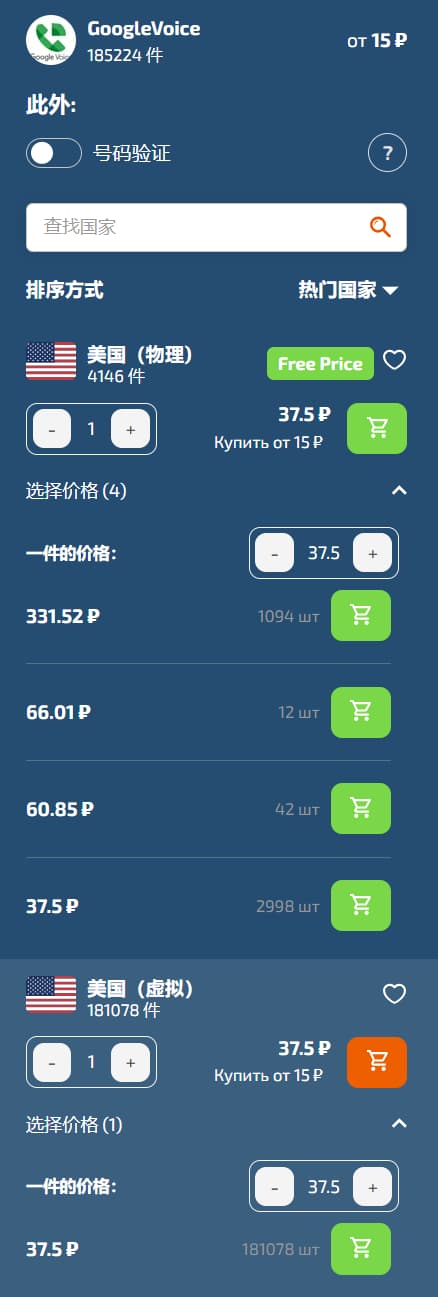 GoogleVoice
185224 件
от 15 ₽
Google Voice
此外:
号码验证
?
查找国家
排序方式
热门国家
美国（物理）
4146 件
Free Price
- 1 +
37.5 ₽
Купить от 15 ₽
选择价格 (4)
一件的价格:
- 37.5 +
331.52 ₽
1094 шт
66.01 ₽
12 шт
60.85 ₽
42 шт
37.5 ₽
2998 шт
美国（虚拟）
181078 件
- 1 +
37.5 ₽
Купить от 15 ₽
选择价格 (1)
一件的价格:
- 37.5 +
37.5 ₽
181078 шт